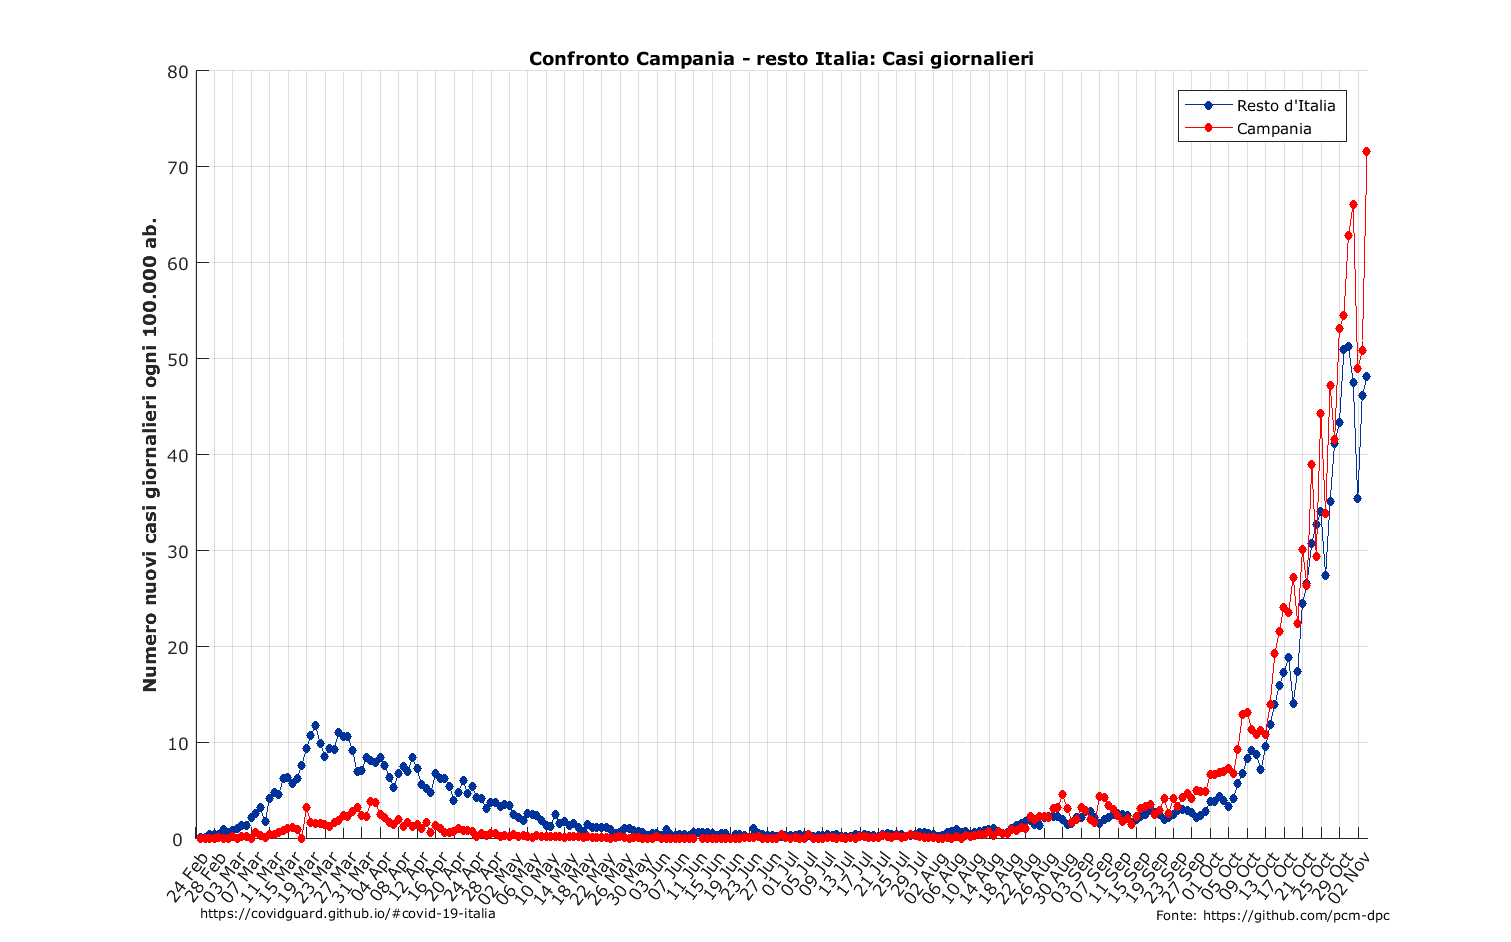 Confronto Campania - resto Italia: Casi giornalieri
Resto d'Italia
Campania
Numero nuovi casi giornalieri ogni 100.000 ab.
80
70
60
50
40
30
20
10
0
24 Feb
28 Feb
03 Mar
07 Mar
11 Mar
15 Mar
19 Mar
23 Mar
27 Mar
31 Mar
04 Apr
08 Apr
12 Apr
16 Apr
20 Apr
24 Apr
28 Apr
02 May
06 May
10 May
14 May
18 May
22 May
26 May
30 May
03 Jun
07 Jun
11 Jun
15 Jun
19 Jun
23 Jun
27 Jun
01 Jul
05 Jul
09 Jul
13 Jul
17 Jul
21 Jul
25 Jul
29 Jul
02 Aug
06 Aug
10 Aug
14 Aug
18 Aug
22 Aug
26 Aug
30 Aug
03 Sep
07 Sep
11 Sep
15 Sep
19 Sep
23 Sep
27 Sep
01 Oct
05 Oct
09 Oct
13 Oct
17 Oct
21 Oct
25 Oct
29 Oct
02 Nov
https://covidguard.github.io/#covid-19-italia
Fonte: https://github.com/pcm-dpc